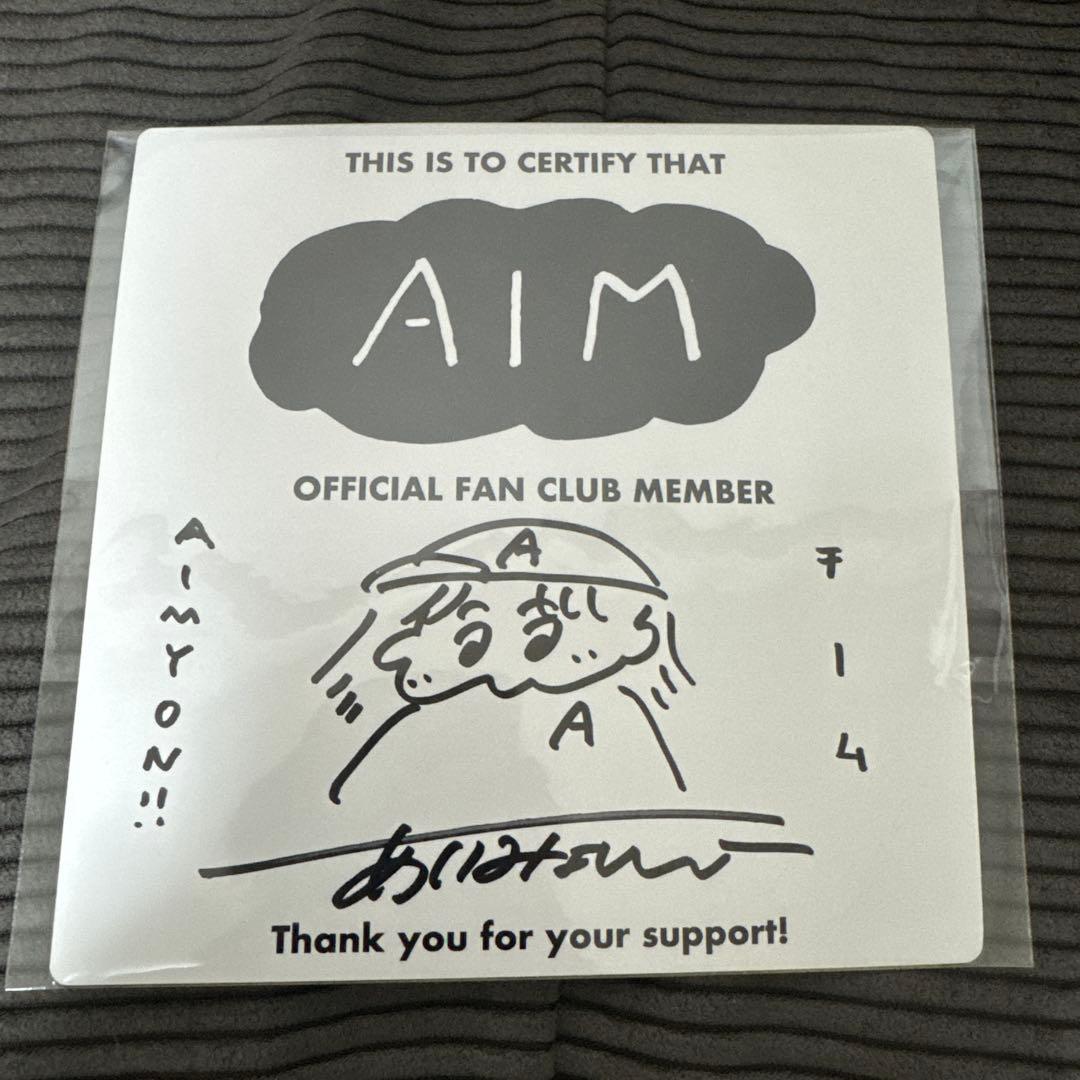 THIS IS TO CERTIFY THAT
AIM
OFFICIAL FAN CLUB MEMBER
A
AIMYON!!
A
あいみょん
Thank you for your support!